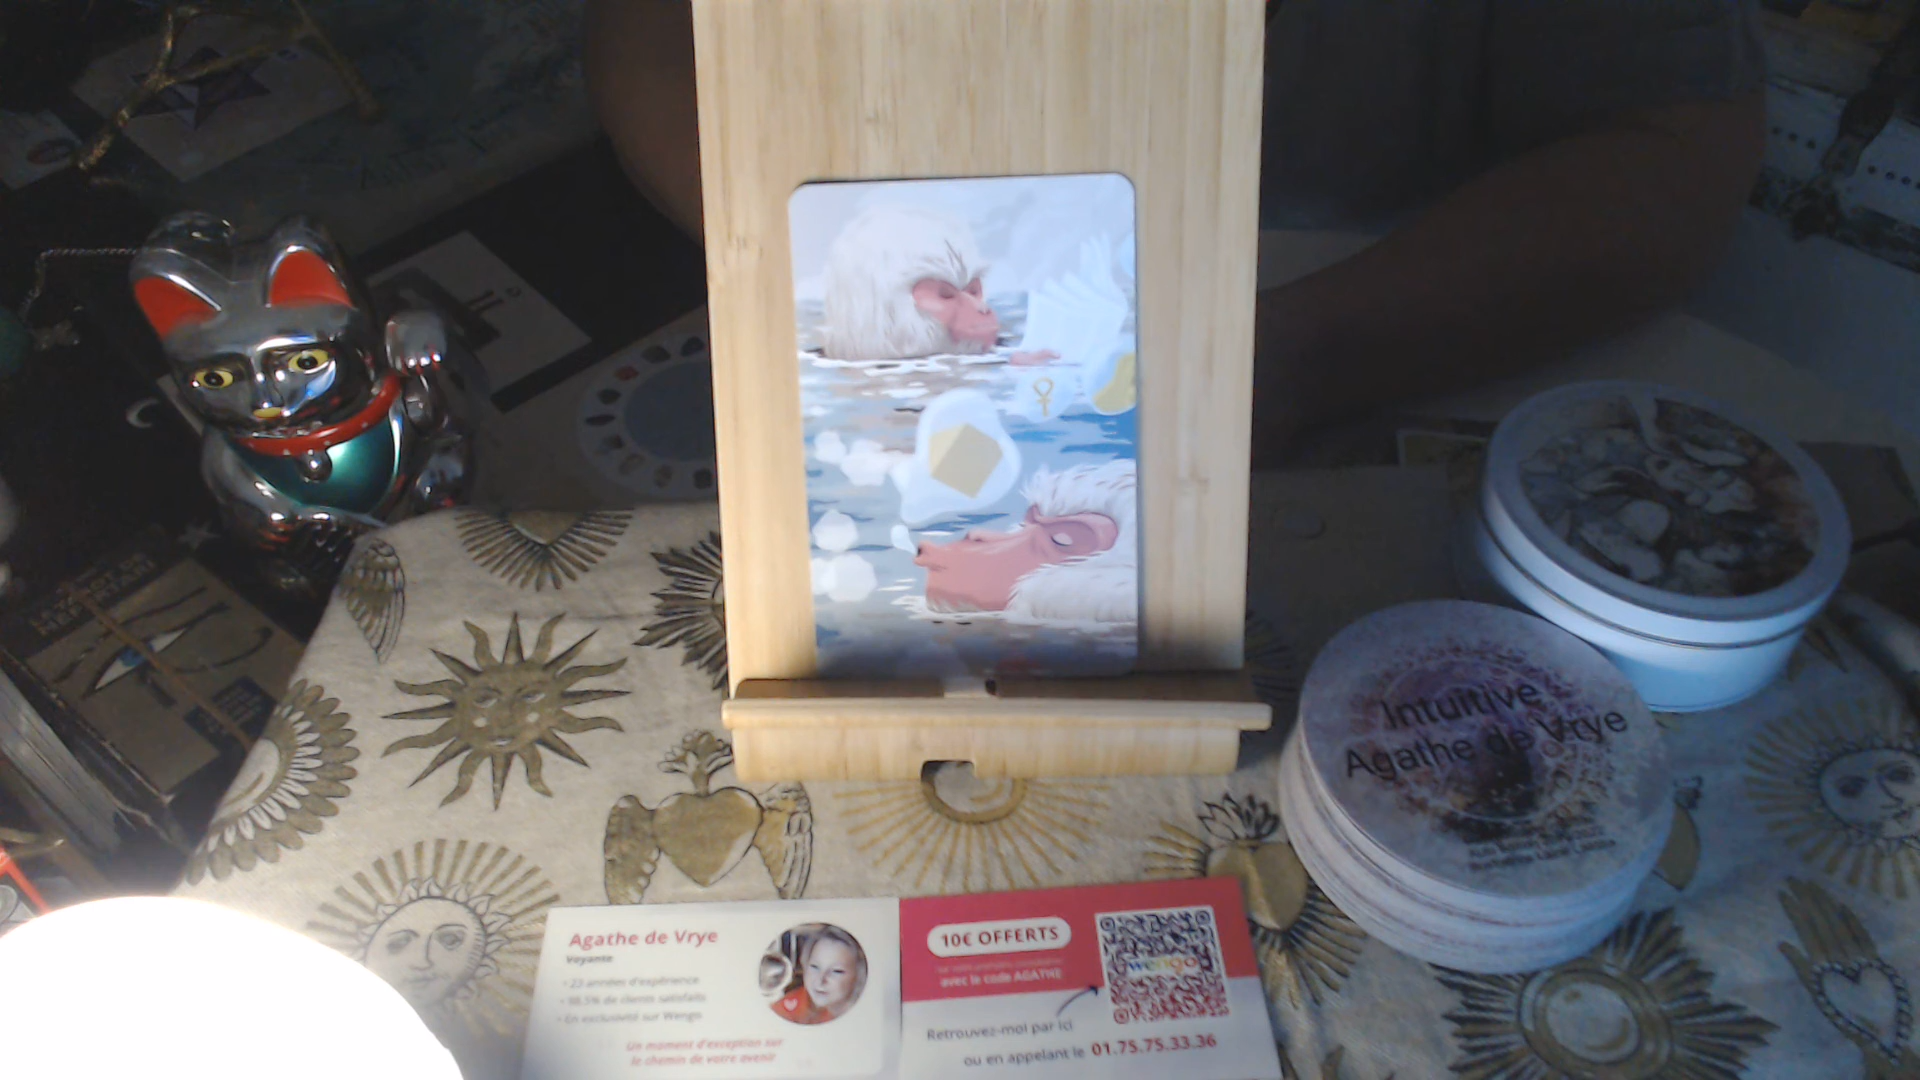 Intuitive
Agathe de Vrye
Agathe de Vrye
Voyante
• 23 années d'expérience
• 98,5% de clients satisfaits
• En exclusivité sur Wengo
Un moment d'exception sur
le chemin de votre avenir
10€ OFFERTS
avec le code AGATHE
wengo
Retrouvez-moi par ici
ou en appelant le 01.75.75.33.36